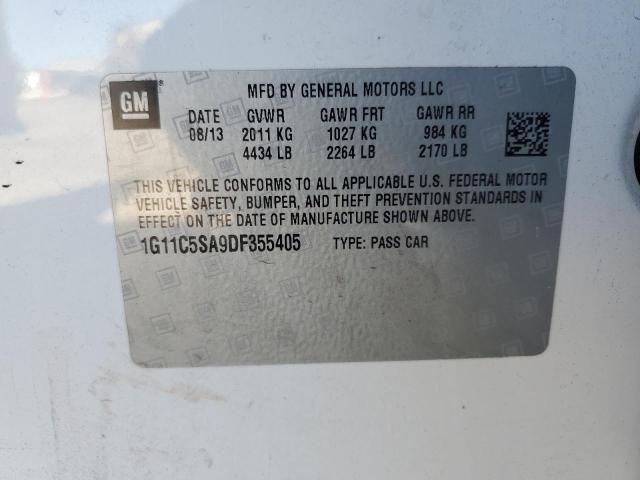 GM ® MFD BY GENERAL MOTORS LLC
DATE GVWR GAWR FRT GAWR RR
06/13 2011 KG 1027 KG 984 KG
4434 LB 2264 LB 2170 LB
THIS VEHICLE CONFORMS TO ALL APPLICABLE U.S. FEDERAL MOTOR
VEHICLE SAFETY, BUMPER, AND THEFT PREVENTION STANDARDS IN
EFFECT ON THE DATE OF MANUFACTURE SHOWN ABOVE.
1G11C5SA9DF355405 TYPE: PASS CAR